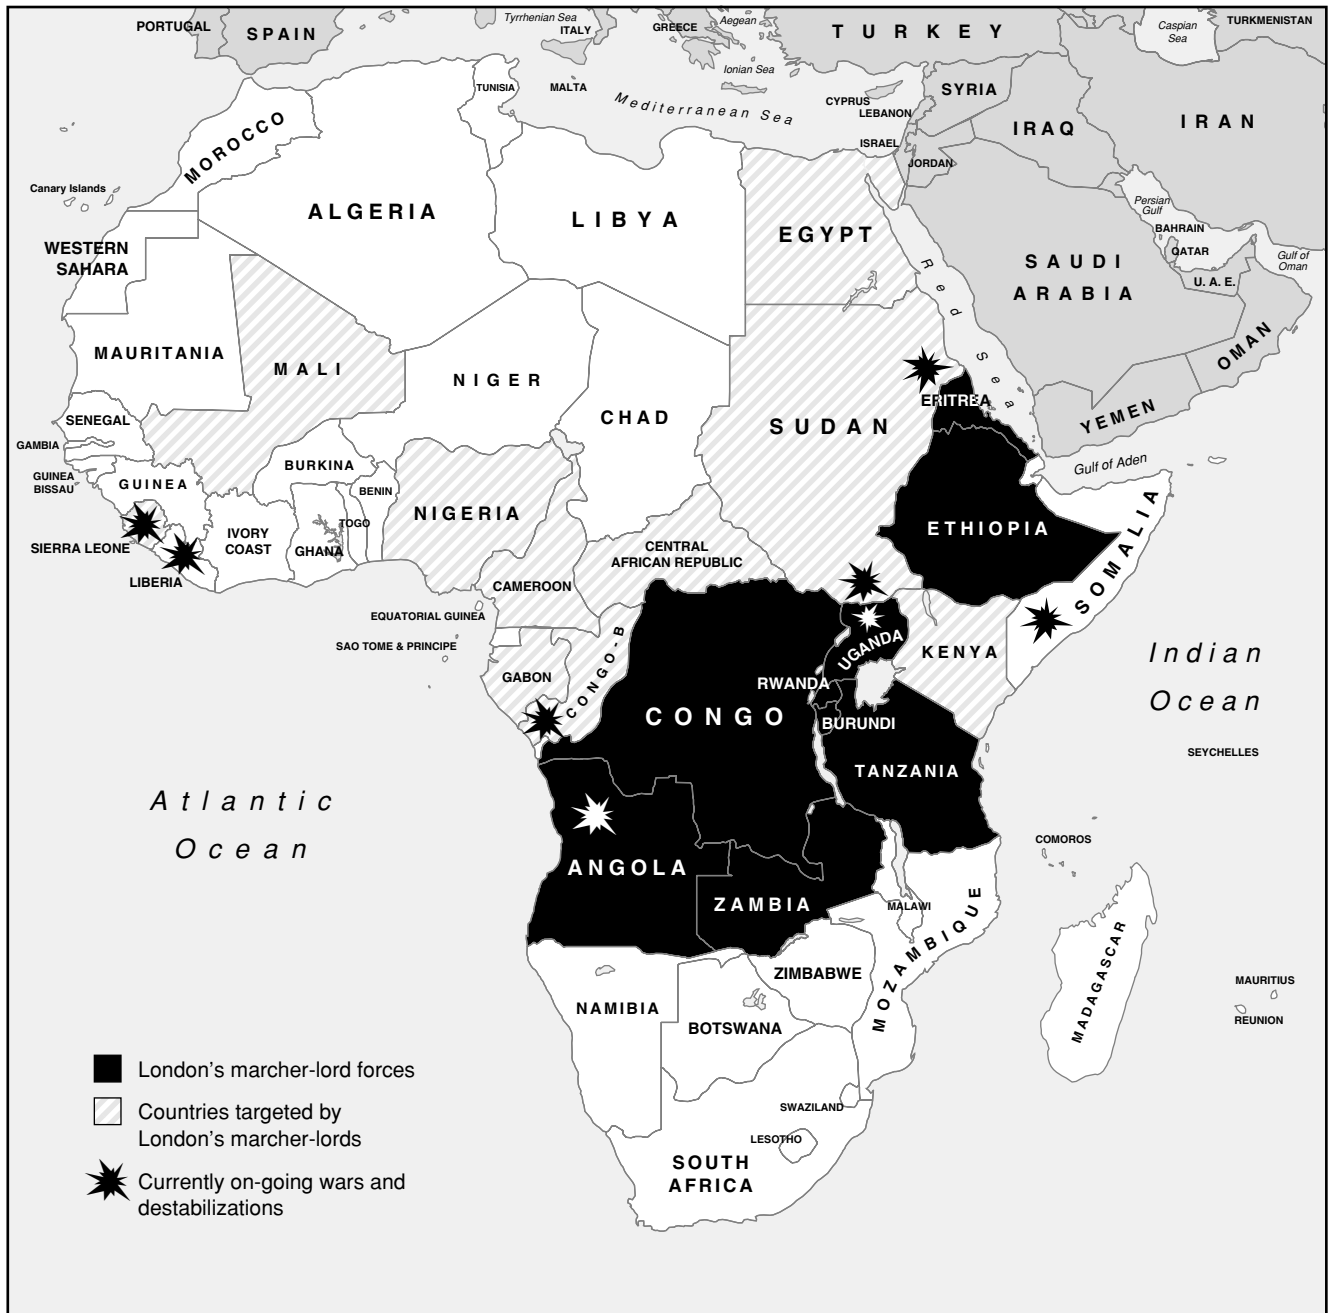 PORTUGAL
SPAIN
Tyrrhenian Sea
ITALY
GREECE
Aegean
TURKEY
Caspian
Sea
TURKMENISTAN
Ionian Sea
TUNISIA
MALTA
Mediterranean Sea
CYPRUS
LEBANON
SYRIA
IRAQ
IRAN
ISRAEL
JORDAN
MOROCCO
Canary Islands
ALGERIA
LIBYA
EGYPT
Persian
Gulf
BAHRAIN
QATAR
Gulf of
Oman
U. A. E.
WESTERN
SAHARA
Red Sea
SAUDI
ARABIA
OMAN
MAURITANIA
MALI
NIGER
CHAD
SUDAN
ERITREA
YEMEN
SENEGAL
GAMBIA
GUINEA
BISSAU
GUINEA
BURKINA
BENIN
NIGERIA
Gulf of Aden
SIERRA LEONE
LIBERIA
IVORY
COAST
GHANA
TOGO
CENTRAL
AFRICAN REPUBLIC
ETHIOPIA
SOMALIA
CAMEROON
EQUATORIAL GUINEA
SAO TOME & PRINCIPE
GABON
CONGO-B
UGANDA
KENYA
RWANDA
CONGO
BURUNDI
TANZANIA
Indian
Ocean
SEYCHELLES
Atlantic
Ocean
ANGOLA
ZAMBIA
MALAWI
MOZAMBIQUE
COMOROS
MADAGASCAR
MAURITIUS
REUNION
ZIMBABWE
NAMIBIA
BOTSWANA
SWAZILAND
LESOTHO
SOUTH
AFRICA
London's marcher-lord forces
Countries targeted by
London's marcher-lords
Currently on-going wars and
destabilizations